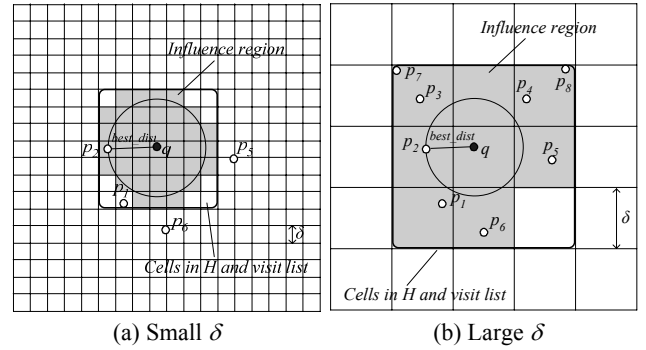 Influence region
best_dist
p2
q
p5
p1
p6
δ
Cells in H and visit list
(a) Small δ
Influence region
p7
p8
p3
p4
best_dist
p2
q
p5
p1
p6
δ
Cells in H and visit list
(b) Large δ